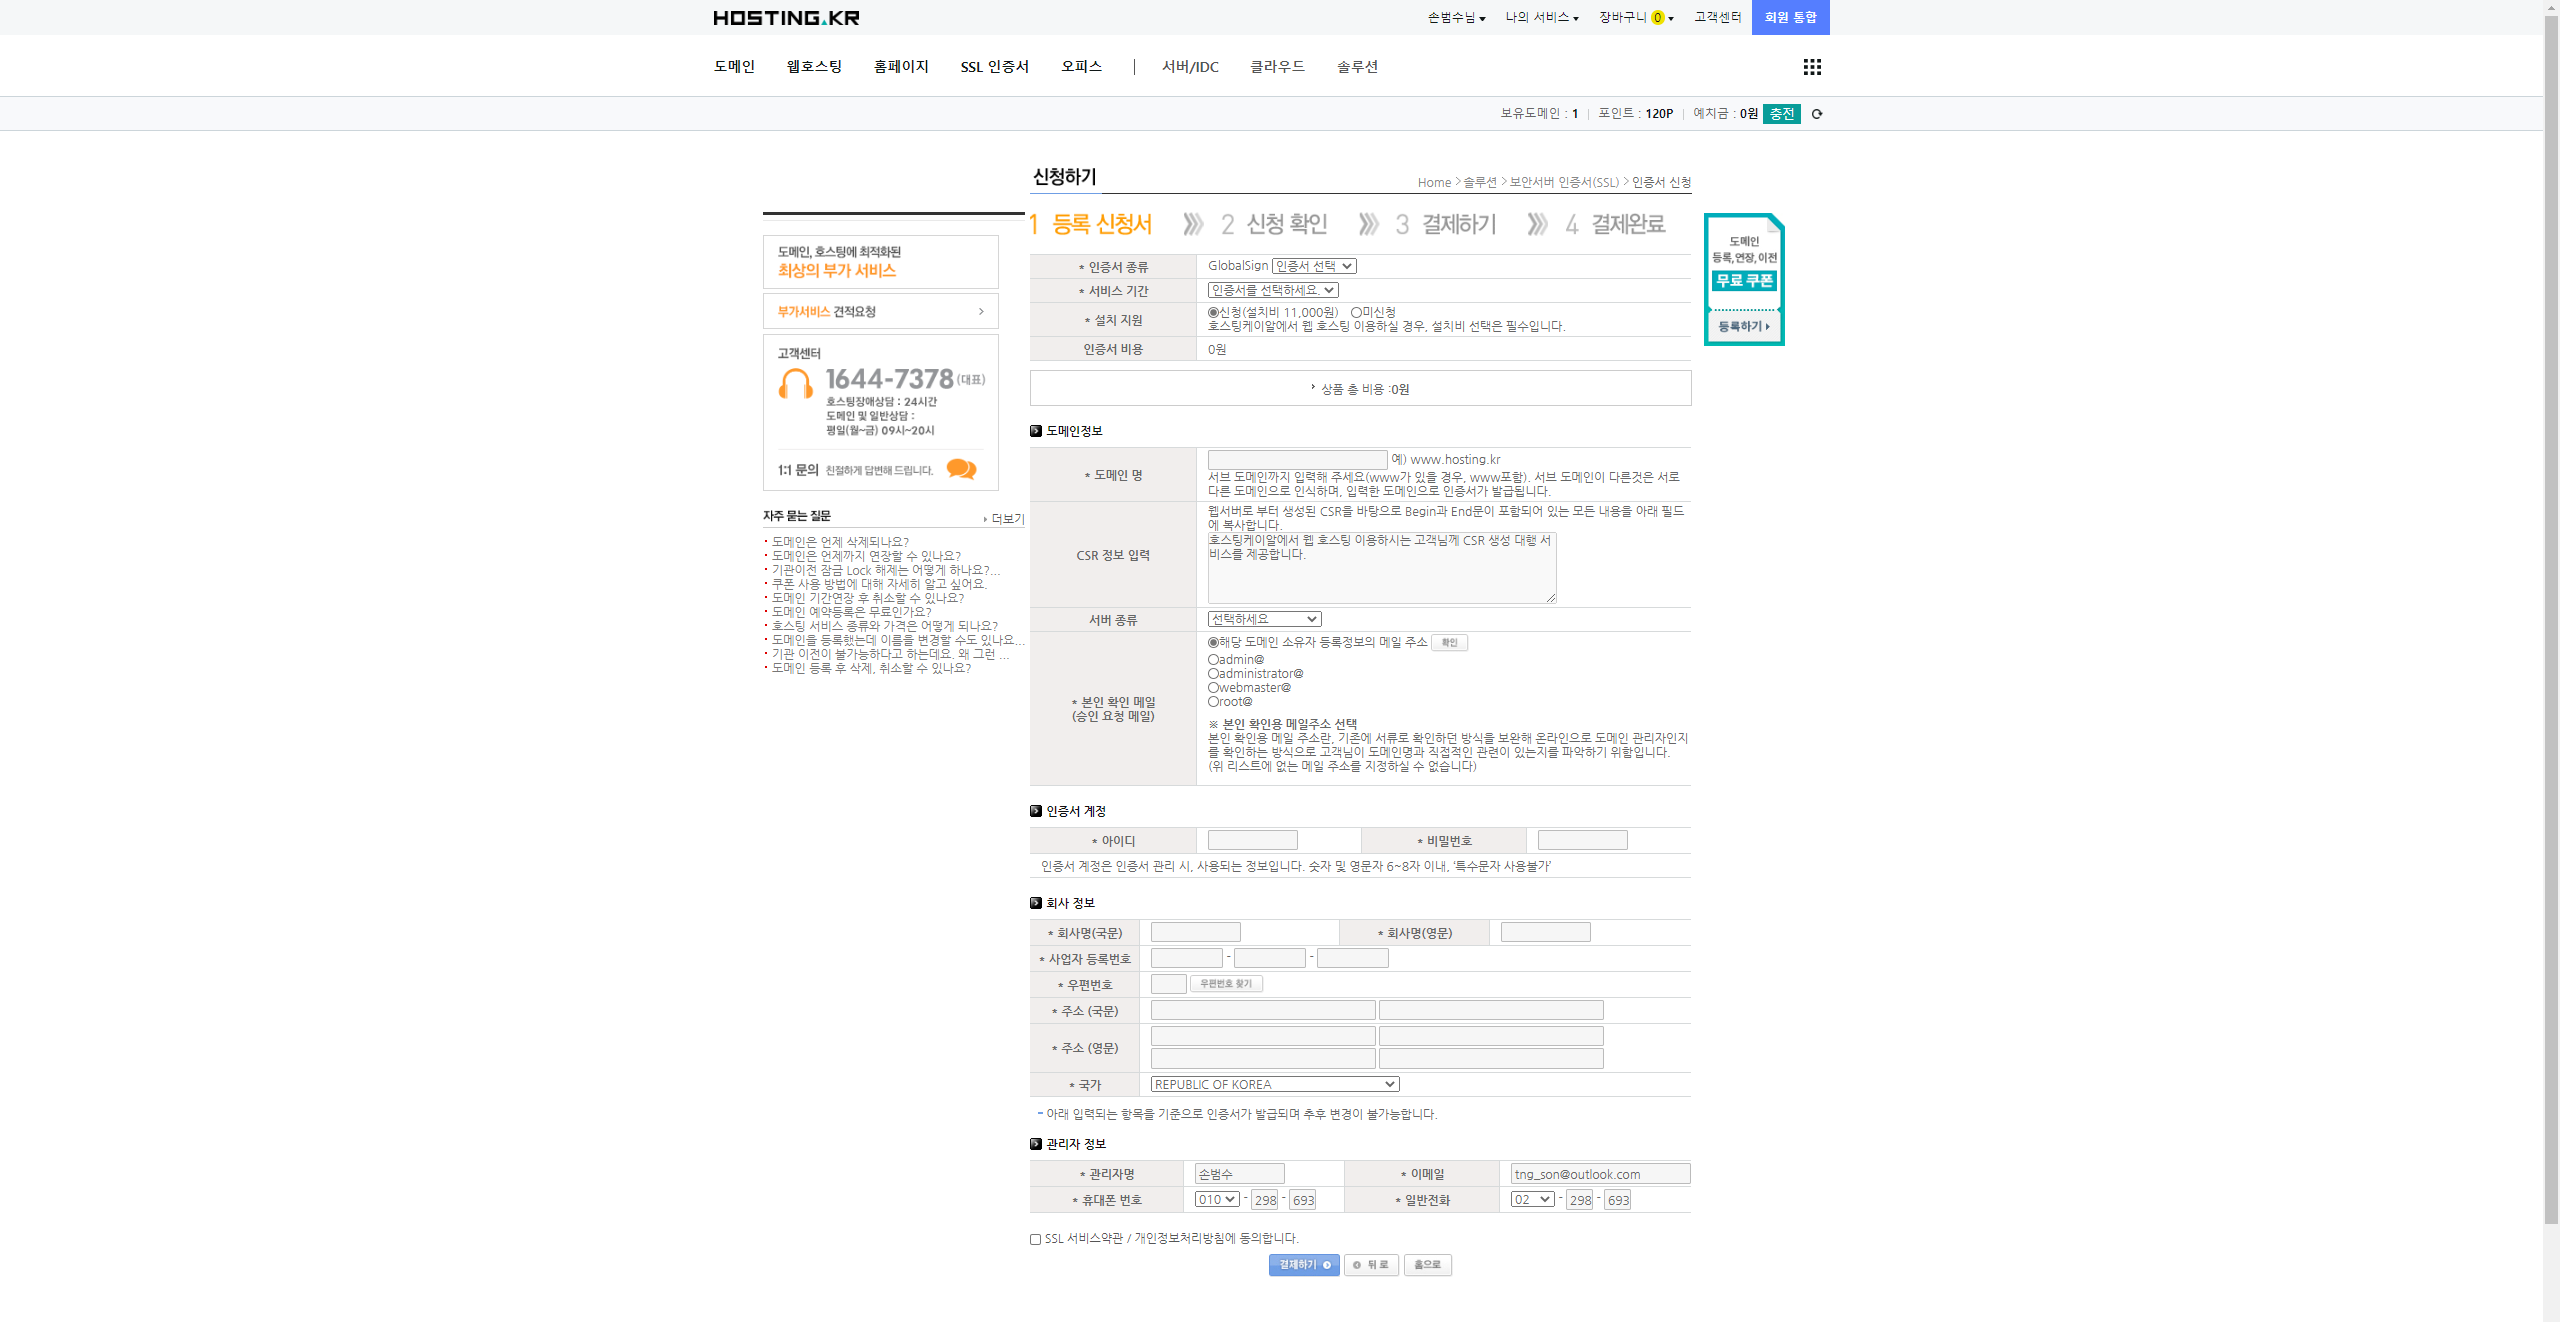 HOSTING.KR
손범수님 나의 서비스 장바구니 0 고객센터 회원 통합
도메인 웹호스팅 홈페이지 SSL 인증서 오피스 | 서버/IDC 클라우드 솔루션
보유도메인 : 1 | 포인트 : 120P | 예치금 : 0원 충전
신청하기
Home > 솔루션 > 보안서버 인증서(SSL) > 인증서 신청
1 등록 신청서 2 신청 확인 3 결제하기 4 결제완료
도메인, 호스팅에 최적화된
최상의 부가 서비스
부가서비스 견적요청 >
고객센터
1644-7378 (대표)
호스팅장애상담 : 24시간
도메인 및 일반상담 :
평일(월~금) 09시~20시
1:1 문의 친절하게 답변해 드립니다.
자주 묻는 질문 더보기
도메인은 언제 삭제되나요?
도메인은 언제까지 연장할 수 있나요?
기관이전 잠금 Lock 해제는 어떻게 하나요?...
쿠폰 사용 방법에 대해 자세히 알고 싶어요.
도메인 기간연장 후 취소할 수 있나요?
도메인 예약등록은 무료인가요?
호스팅 서비스 종류와 가격은 어떻게 되나요?
도메인을 등록했는데 이름을 변경할 수도 있나요...
기관 이전이 불가능하다고 하는데요. 왜 그런 ...
도메인 등록 후 삭제, 취소할 수 있나요?
* 인증서 종류 GlobalSign 인증서 선택
* 서비스 기간 인증서를 선택하세요.
* 설치 지원 신청(설치비 11,000원) 미신청
호스팅케이알에서 웹 호스팅 이용하실 경우, 설치비 선택은 필수입니다.
인증서 비용 0원
상품 총 비용 :0원
도메인정보
* 도메인 명 예) www.hosting.kr
서브 도메인까지 입력해 주세요(www가 있을 경우, www포함). 서브 도메인이 다른것은 서로
다른 도메인으로 인식하며, 입력한 도메인으로 인증서가 발급됩니다.
CSR 정보 입력
웹서버로 부터 생성된 CSR을 바탕으로 Begin과 End문이 포함되어 있는 모든 내용을 아래 필드
에 복사합니다.
호스팅케이알에서 웹 호스팅 이용하시는 고객님께 CSR 생성 대행 서
비스를 제공합니다.
서버 종류 선택하세요
* 본인 확인 메일
(승인 요청 메일)
해당 도메인 소유자 등록정보의 메일 주소 확인
admin@
administrator@
webmaster@
root@
※ 본인 확인용 메일주소 선택
본인 확인용 메일 주소란, 기존에 서류로 확인하던 방식을 보완해 온라인으로 도메인 관리자인지
를 확인하는 방식으로 고객님이 도메인명과 직접적인 관련이 있는지를 파악하기 위함입니다.
(위 리스트에 없는 메일 주소를 지정하실 수 없습니다)
인증서 계정
* 아이디 * 비밀번호
인증서 계정은 인증서 관리 시, 사용되는 정보입니다. 숫자 및 영문자 6~8자 이내, '특수문자 사용불가'
회사 정보
* 회사명(국문) * 회사명(영문)
* 사업자 등록번호 - -
* 우편번호 우편번호 찾기
* 주소 (국문)
* 주소 (영문)
* 국가 REPUBLIC OF KOREA
- 아래 입력되는 항목을 기준으로 인증서가 발급되며 추후 변경이 불가능합니다.
관리자 정보
* 관리자명 손범수 * 이메일 tng_son@outlook.com
* 휴대폰 번호 010 - 298 - 693 * 일반전화 02 - 298 - 693
SSL 서비스약관 / 개인정보처리방침에 동의합니다.
결제하기 뒤 로 홈으로
도메인
등록,연장,이전
무료 쿠폰
등록하기